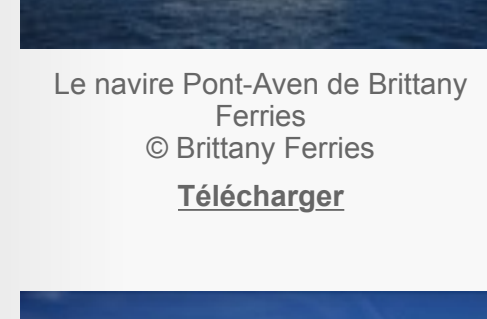 Le navire Pont-Aven de Brittany
Ferries
© Brittany Ferries
Télécharger